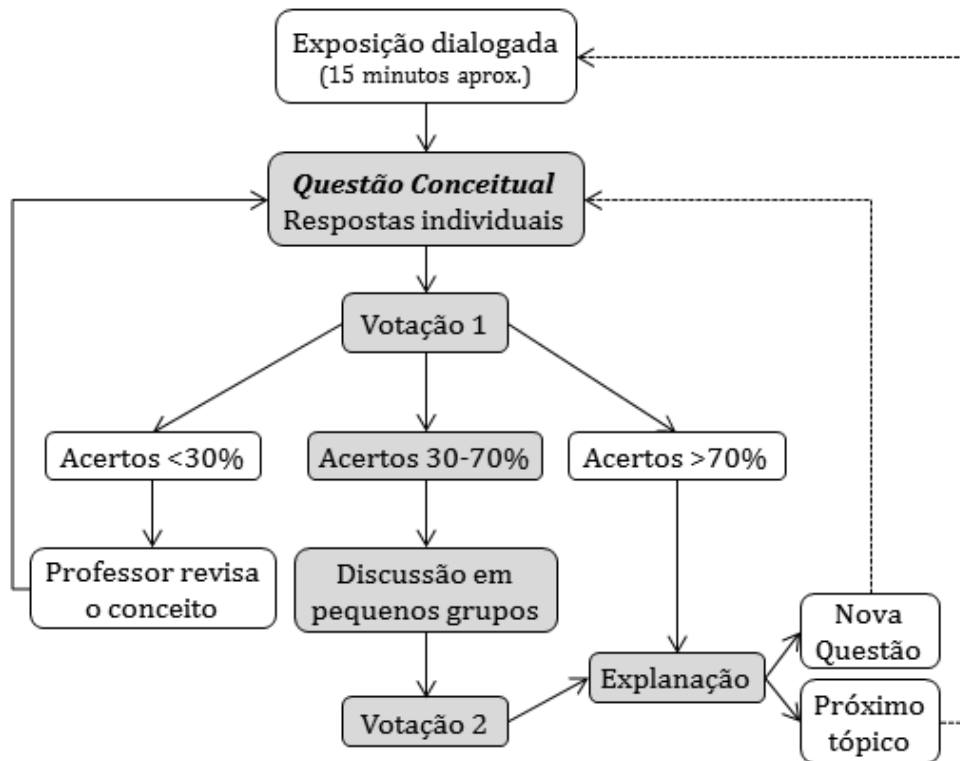 Exposição dialogada
(15 minutos aprox.)
Questão Conceitual
Respostas individuais
Votação 1
Acertos <30%
Acertos 30-70%
Acertos >70%
Professor revisa
o conceito
Discussão em
pequenos grupos
Votação 2
Explanação
Nova
Questão
Próximo
tópico